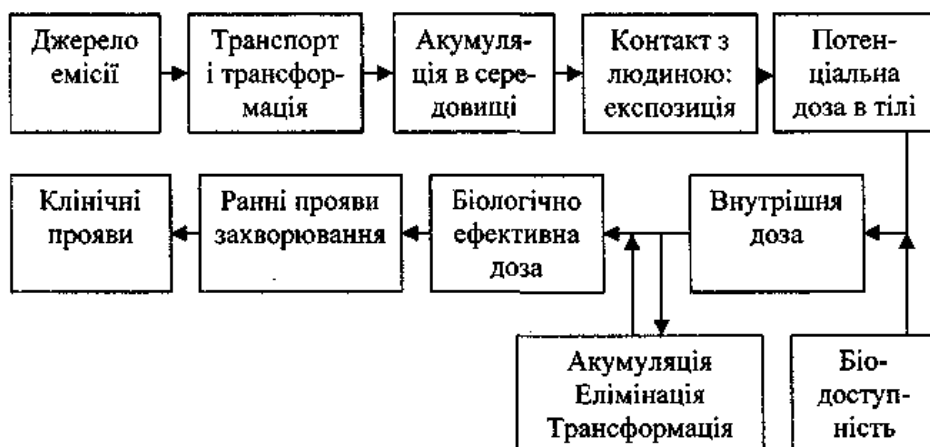 Джерело
емісії
Транспорт
і трансфор-
мація
Акумуля-
ція в сере-
довищі
Контакт з
людиною:
експозиція
Потен-
ціальна
доза в тілі
Клінічні
прояви
Ранні прояви
захворювання
Біологічно
ефективна
доза
Внутрішня
доза
Акумуляція
Елімінація
Трансформація
Біо-
доступ-
ність